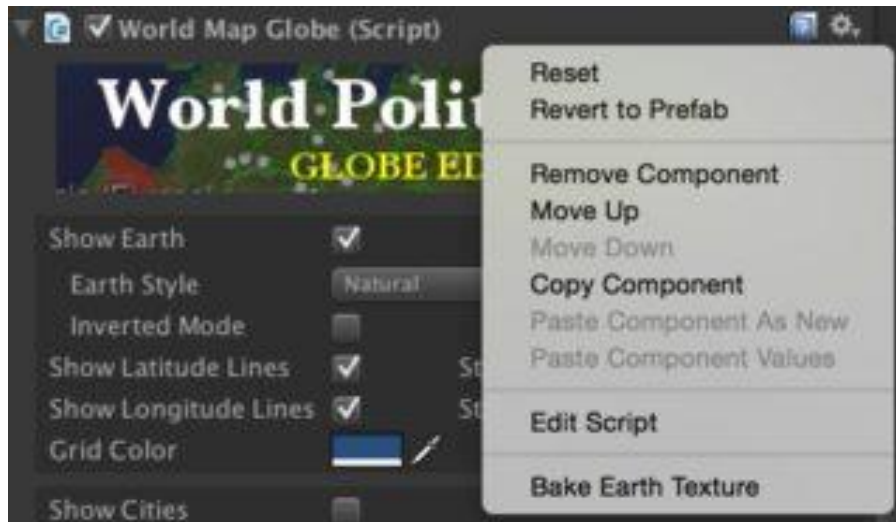 World Map Globe (Script)
World Polit
GLOBE ED
Show Earth
Earth Style Natural
Inverted Mode
Show Latitude Lines St
Show Longitude Lines St
Grid Color
Show Cities
Reset
Revert to Prefab
Remove Component
Move Up
Move Down
Copy Component
Paste Component As New
Paste Component Values
Edit Script
Bake Earth Texture